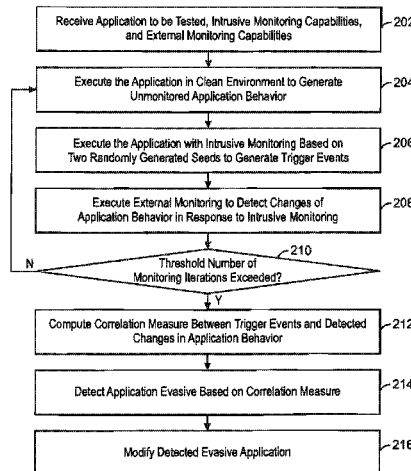 Receive Application to be Tested, Intrusive Monitoring Capabilities,
and External Monitoring Capabilities
202
Execute the Application in Clean Environment to Generate
Unmonitored Application Behavior
204
Execute the Application with Intrusive Monitoring Based on
Two Randomly Generated Seeds to Generate Trigger Events
206
Execute External Monitoring to Detect Changes of
Application Behavior in Response to Intrusive Monitoring
208
210
N
Threshold Number of
Monitoring Iterations Exceeded?
Y
Compute Correlation Measure Between Trigger Events and Detected
Changes in Application Behavior
212
Detect Application Evasive Based on Correlation Measure
214
Modify Detected Evasive Application
216